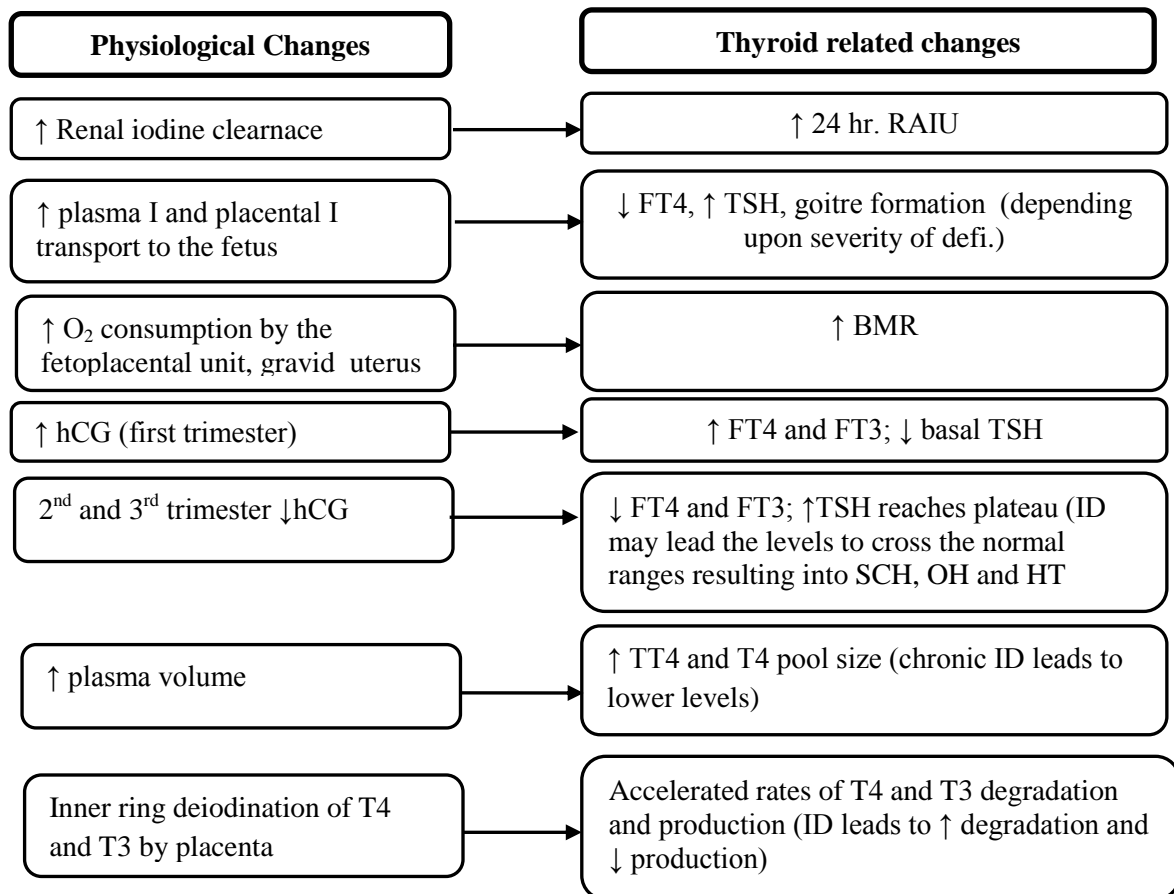 Physiological Changes
Thyroid related changes
↑ Renal iodine clearnace
↑ 24 hr. RAIU
↑ plasma I and placental I
transport to the fetus
↓ FT4, ↑ TSH, goitre formation (depending
upon severity of defi.)
↑ O₂ consumption by the
fetoplacental unit, gravid uterus
↑ BMR
↑ hCG (first trimester)
↑ FT4 and FT3; ↓ basal TSH
2nd and 3rd trimester ↓hCG
↓ FT4 and FT3; ↑TSH reaches plateau (ID
may lead the levels to cross the normal
ranges resulting into SCH, OH and HT
↑ plasma volume
↑ TT4 and T4 pool size (chronic ID leads to
lower levels)
Inner ring deiodination of T4
and T3 by placenta
Accelerated rates of T4 and T3 degradation
and production (ID leads to ↑ degradation and
↓ production)